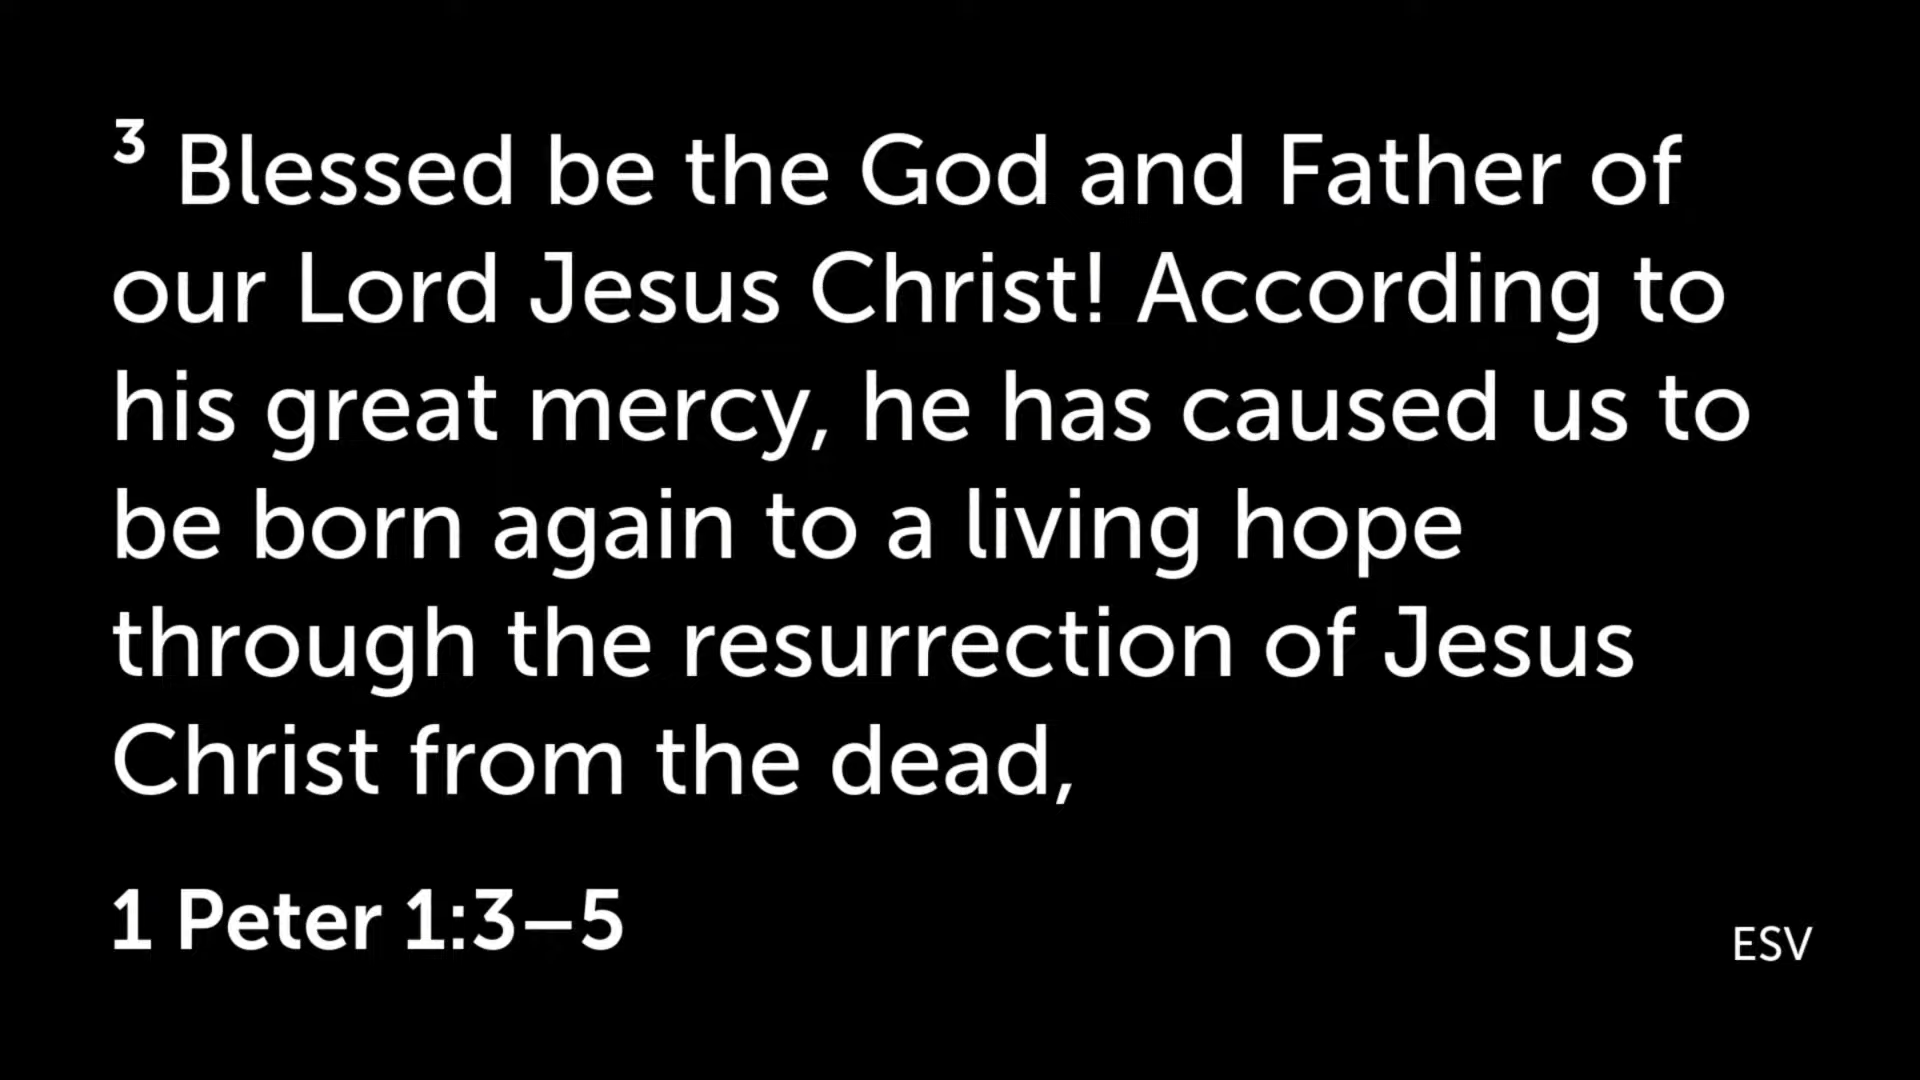 3 Blessed be the God and Father of
our Lord Jesus Christ! According to
his great mercy, he has caused us to
be born again to a living hope
through the resurrection of Jesus
Christ from the dead,
1 Peter 1:3–5
ESV